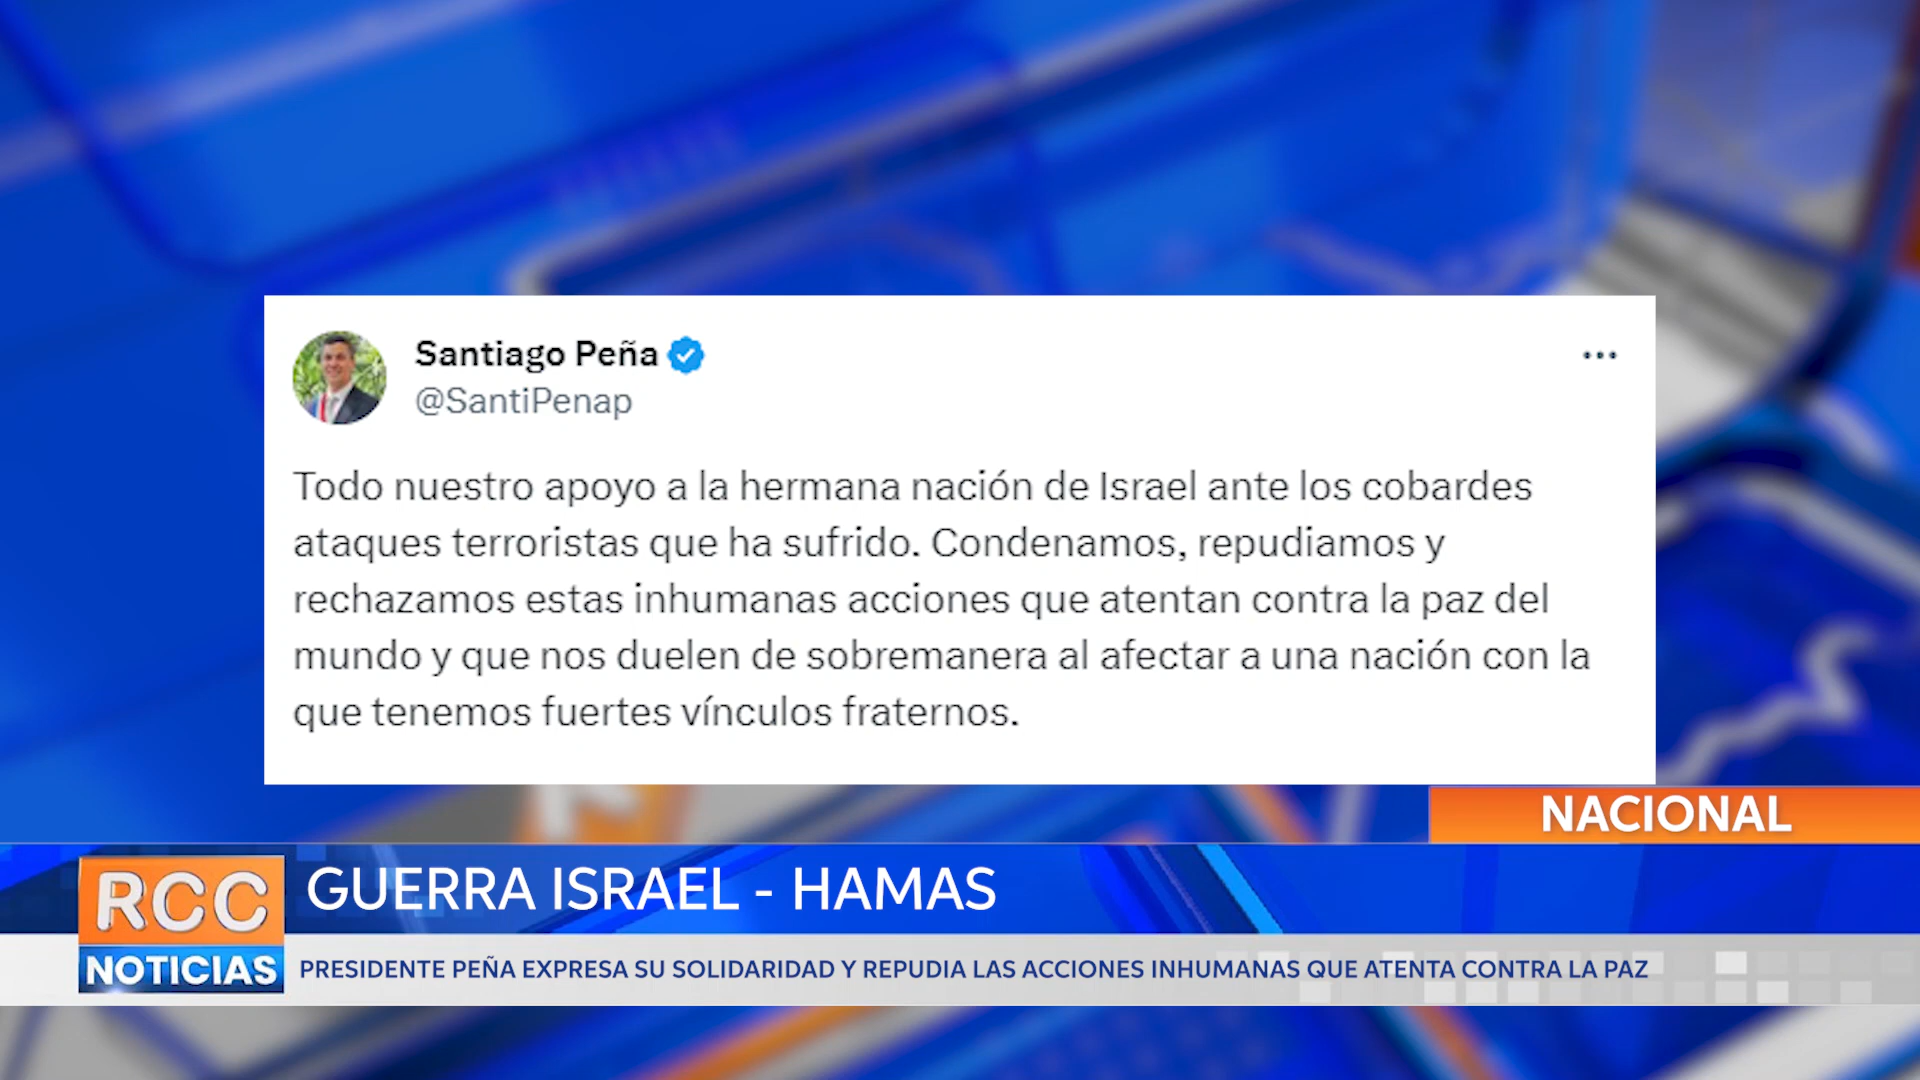 Santiago Peña
@SantiPenap
Todo nuestro apoyo a la hermana nación de Israel ante los cobardes
ataques terroristas que ha sufrido. Condenamos, repudiamos y
rechazamos estas inhumanas acciones que atentan contra la paz del
mundo y que nos duelen de sobremanera al afectar a una nación con la
que tenemos fuertes vínculos fraternos.
NACIONAL
RCC
NOTICIAS
GUERRA ISRAEL - HAMAS
PRESIDENTE PEÑA EXPRESA SU SOLIDARIDAD Y REPUDIA LAS ACCIONES INHUMANAS QUE ATENTA CONTRA LA PAZ